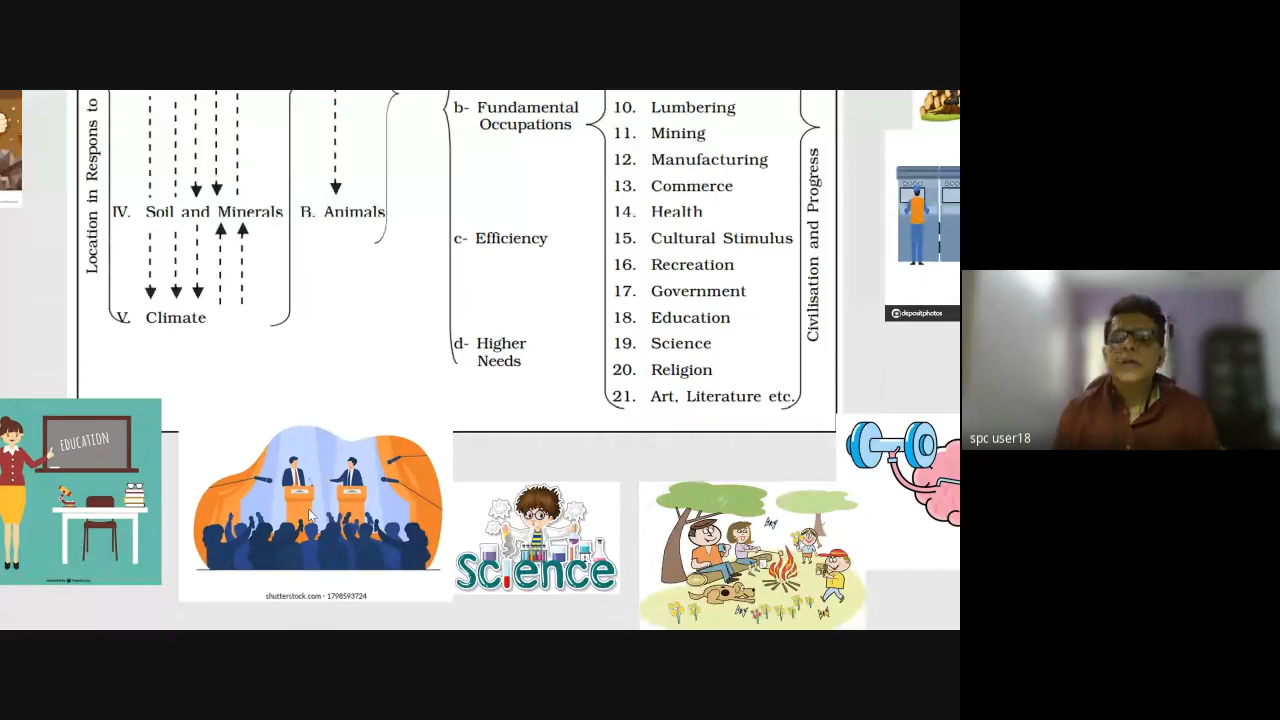 Location in Respons to
IV. Soil and Minerals
V. Climate
B. Animals
b- Fundamental
Occupations
c- Efficiency
d- Higher
Needs
10. Lumbering
11. Mining
12. Manufacturing
13. Commerce
14. Health
15. Cultural Stimulus
16. Recreation
17. Government
18. Education
19. Science
20. Religion
21. Art, Literature etc.
Civilisation and Progress
depositphotos
spc user18
EDUCATION
shutterstock.com - 1798593724
science